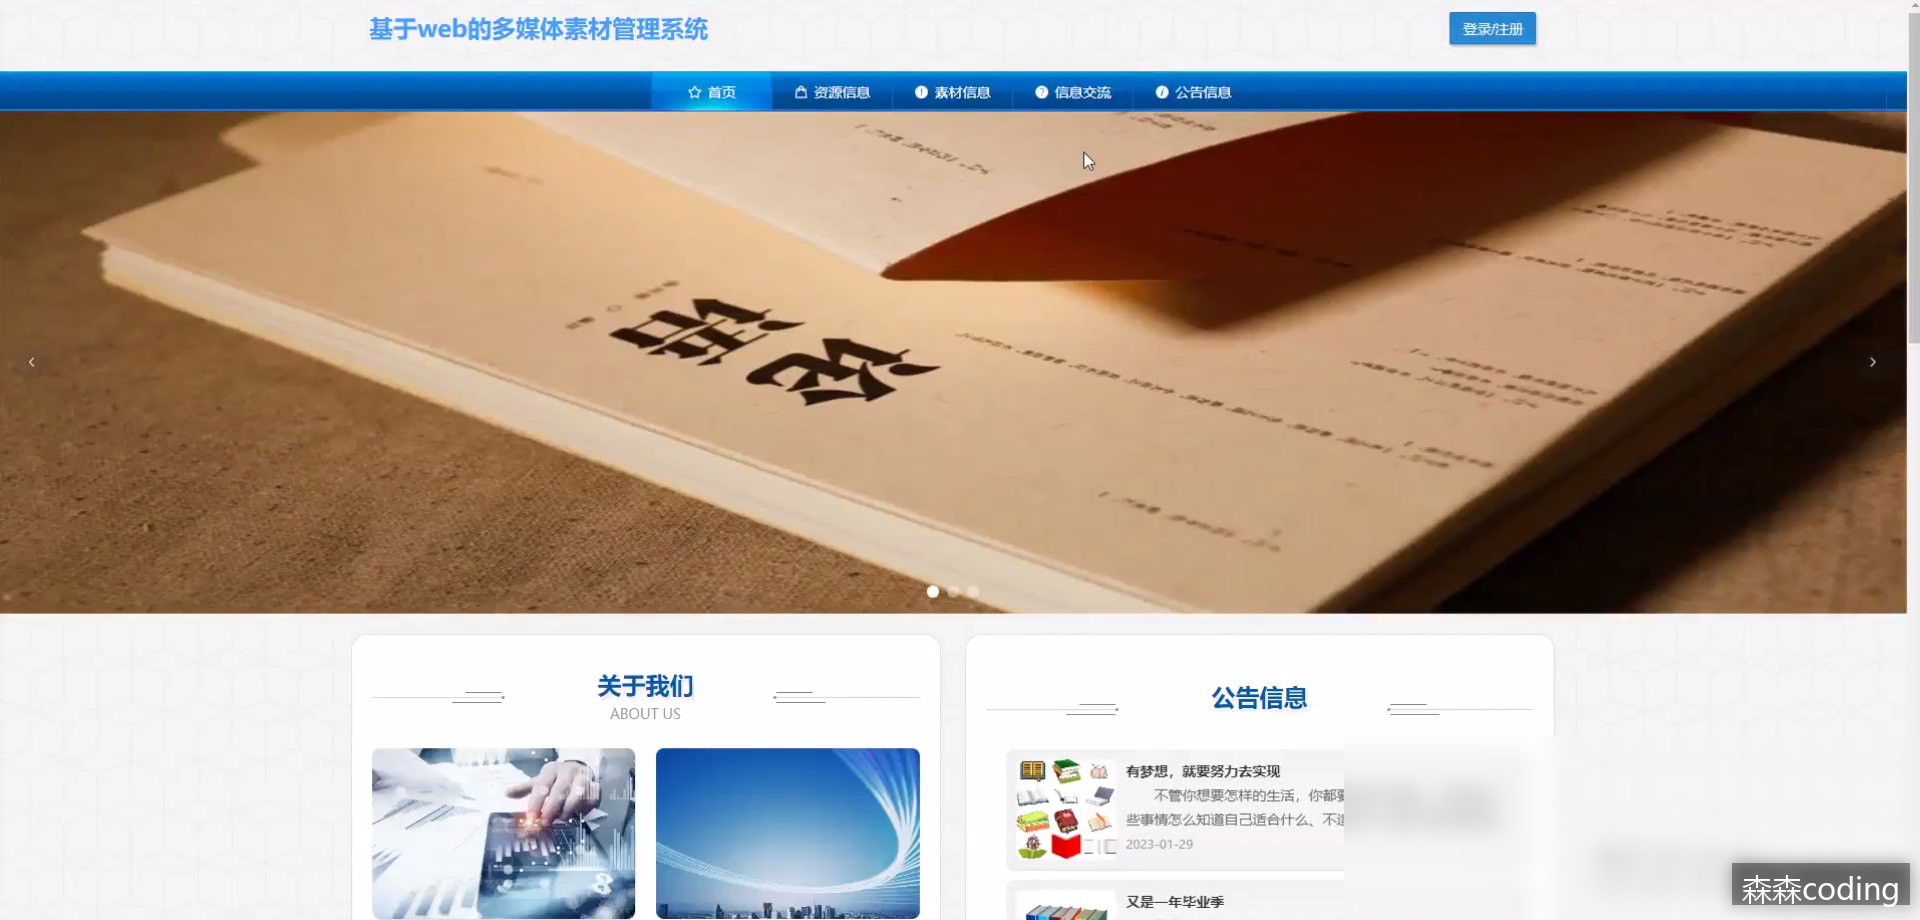 基于web的多媒体素材管理系统
登录/注册
首页
资源信息
素材信息
信息交流
公告信息
论语
关于我们
ABOUT US
公告信息
有梦想，就要努力去实现
不管你想要怎样的生活，你都要
些事情怎么知道自己适合什么、不适
2023-01-29
又是一年毕业季
森森coding